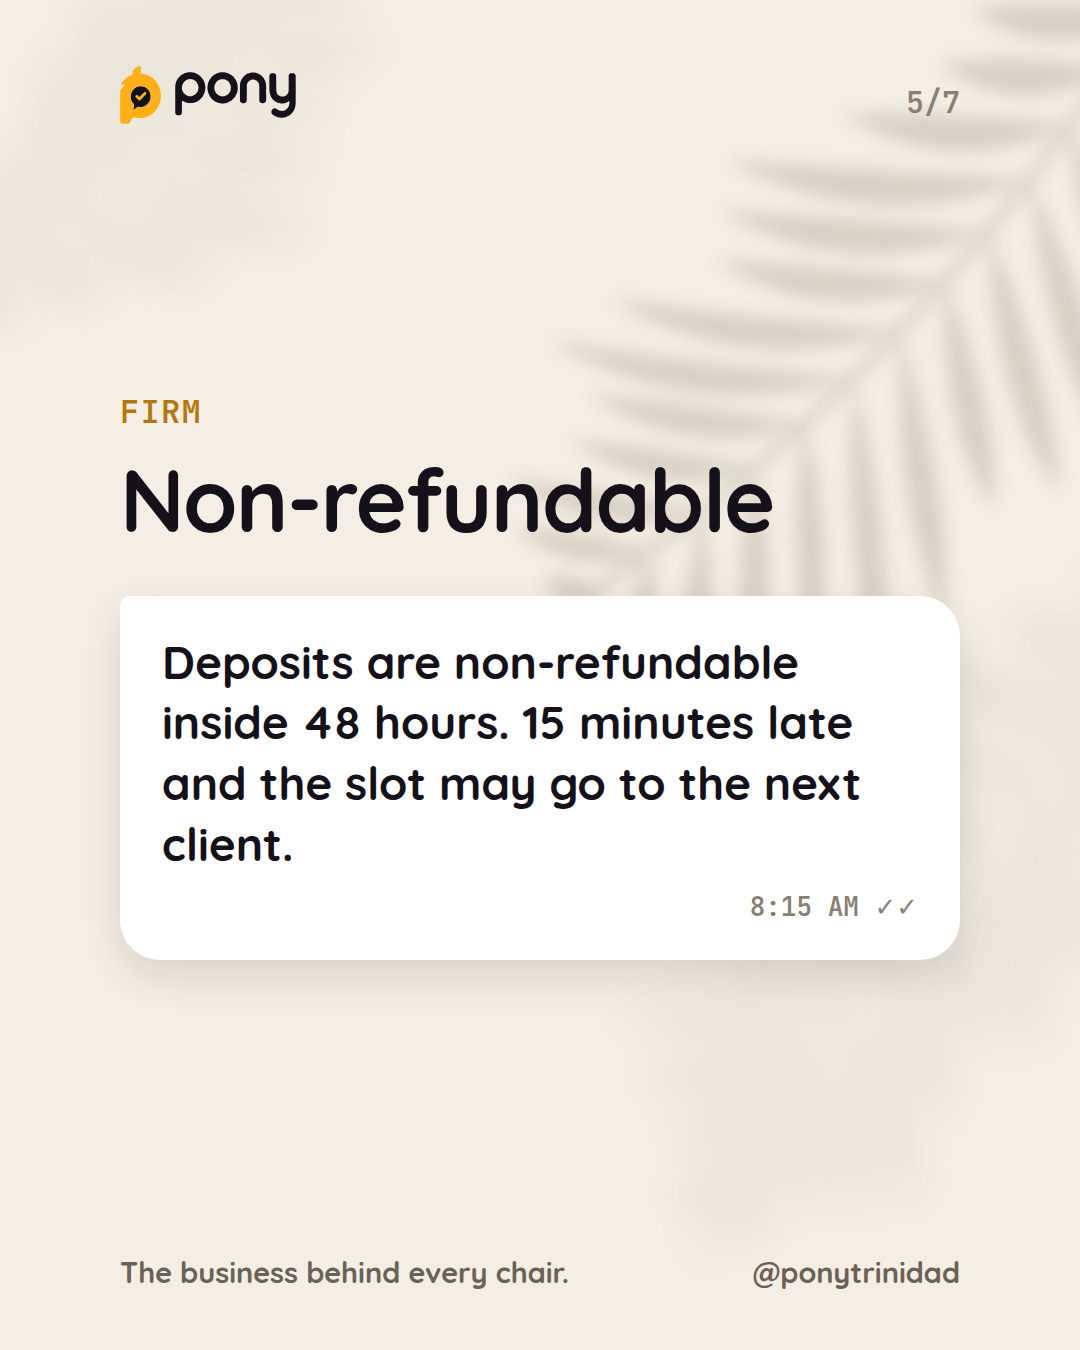 pony
5/7
FIRM
Non-refundable
Deposits are non-refundable
inside 48 hours. 15 minutes late
and the slot may go to the next
client.
8:15 AM ✓✓
The business behind every chair.
@ponytrinidad